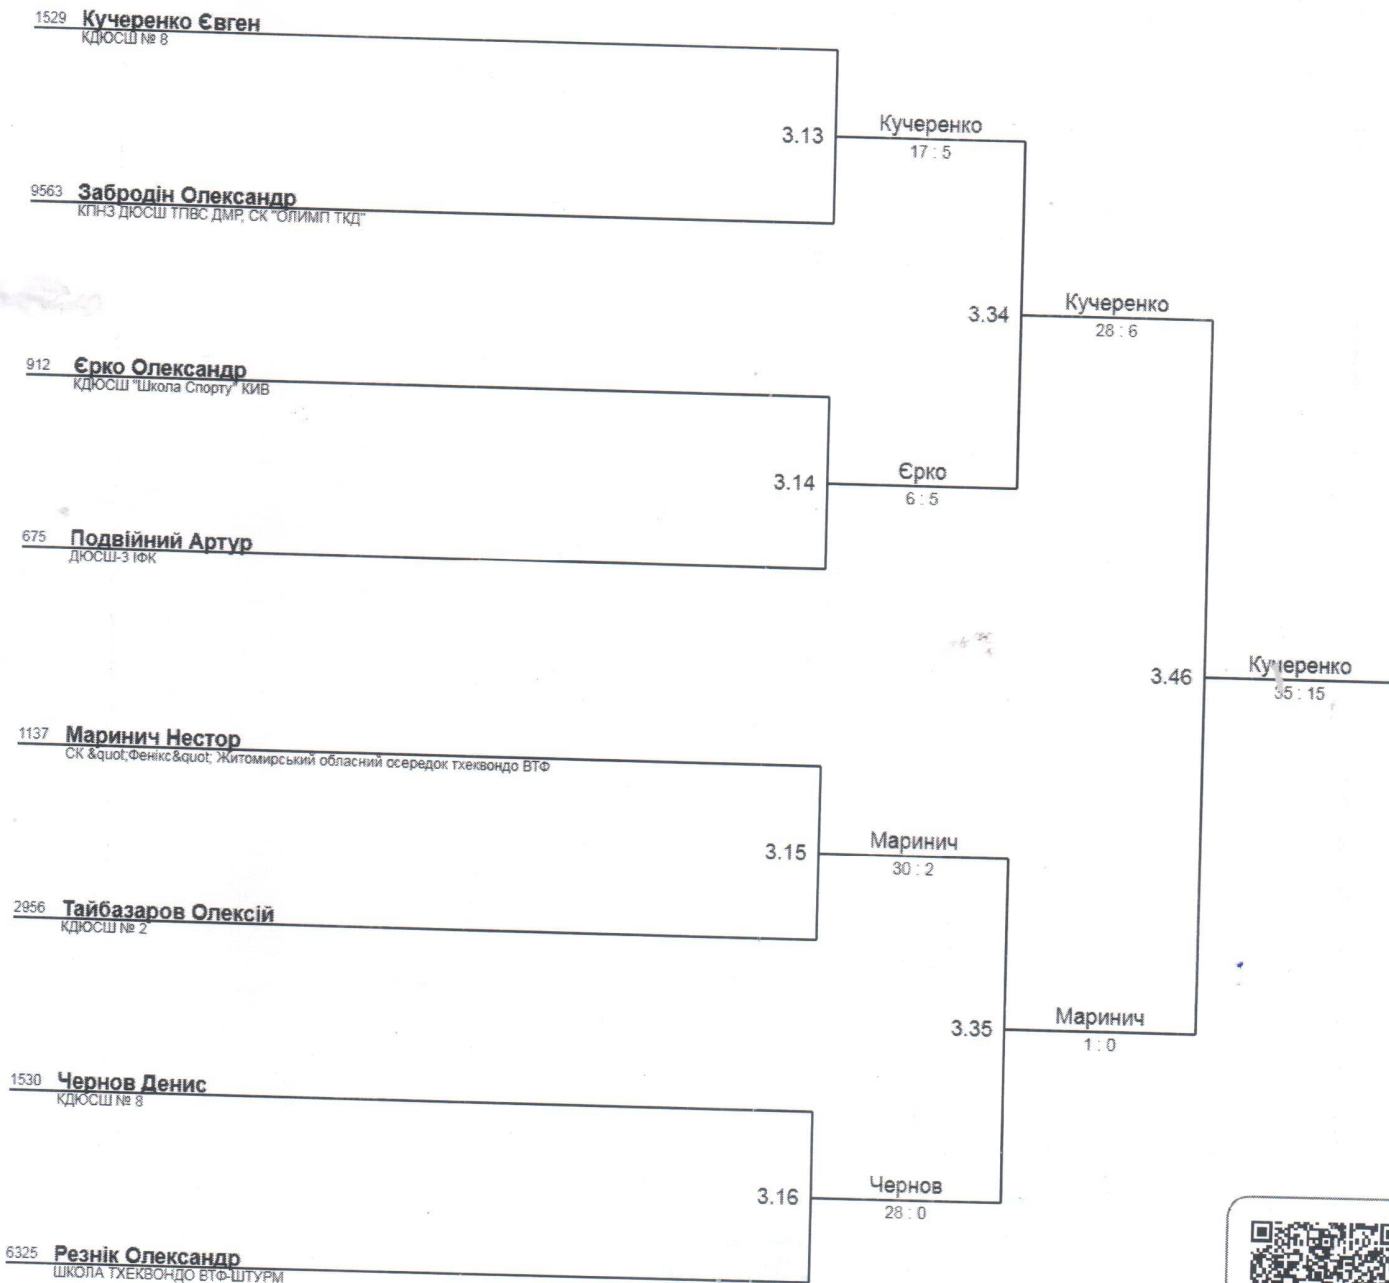 1529 Кучеренко Євген
КДЮСШ № 8
3.13
Кучеренко
17 : 5
9563 Забродін Олександр
КПНЗ ДЮСШ ТПВС ДМР, СК "ОЛИМП ТКД"
3.34
Кучеренко
28 : 6
912 Єрко Олександр
КДЮСШ "Школа Спорту" КИВ
3.14
Єрко
6 : 5
675 Подвійний Артур
ДЮСШ-3 ІФК
3.46
Кучеренко
35 : 15
1137 Маринич Нестор
СК &quot;Фенікс&quot; Житомирський обласний осередок тхеквондо ВТФ
3.15
Маринич
30 : 2
2956 Тайбазаров Олексій
КДЮСШ № 2
3.35
Маринич
1 : 0
1530 Чернов Денис
КДЮСШ № 8
3.16
Чернов
28 : 0
6325 Резнік Олександр
ШКОЛА ТХЕКВОНДО ВТФ-ШТУРМ